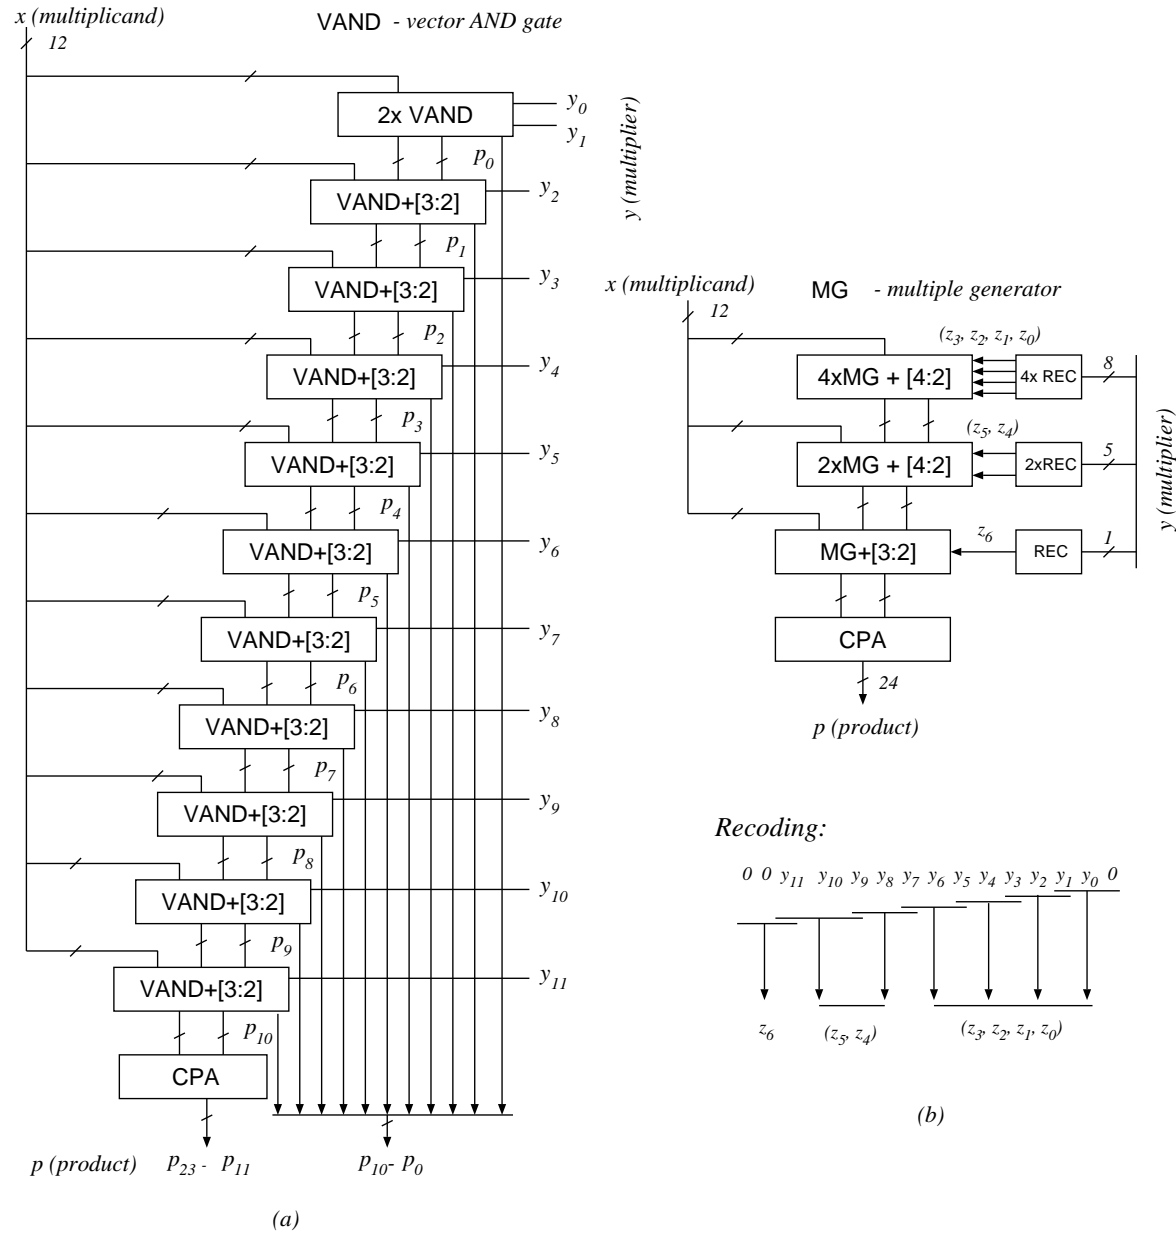 x (multiplicand)
12
VAND - vector AND gate
2x VAND
y0
y1
y (multiplier)
p0
VAND+[3:2]
y2
p1
VAND+[3:2]
y3
p2
VAND+[3:2]
y4
p3
VAND+[3:2]
y5
p4
VAND+[3:2]
y6
p5
VAND+[3:2]
y7
p6
VAND+[3:2]
y8
p7
VAND+[3:2]
y9
p8
VAND+[3:2]
y10
p9
VAND+[3:2]
y11
p10
CPA
p (product) p23 - p11 p10 - p0
(a)
x (multiplicand)
12
MG - multiple generator
(z3, z2, z1, z0)
4xMG + [4:2]
4x REC
8
(z5, z4)
2xMG + [4:2]
2xREC
5
y (multiplier)
MG+[3:2]
z6
REC
1
CPA
24
p (product)
Recoding:
0 0 y11 y10 y9 y8 y7 y6 y5 y4 y3 y2 y1 y0 0
z6 (z5, z4) (z3, z2, z1, z0)
(b)